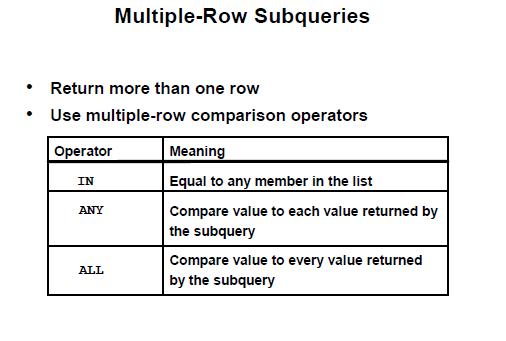 Multiple-Row Subqueries
• Return more than one row
• Use multiple-row comparison operators
Operator Meaning
IN Equal to any member in the list
ANY Compare value to each value returned by
the subquery
ALL Compare value to every value returned
by the subquery